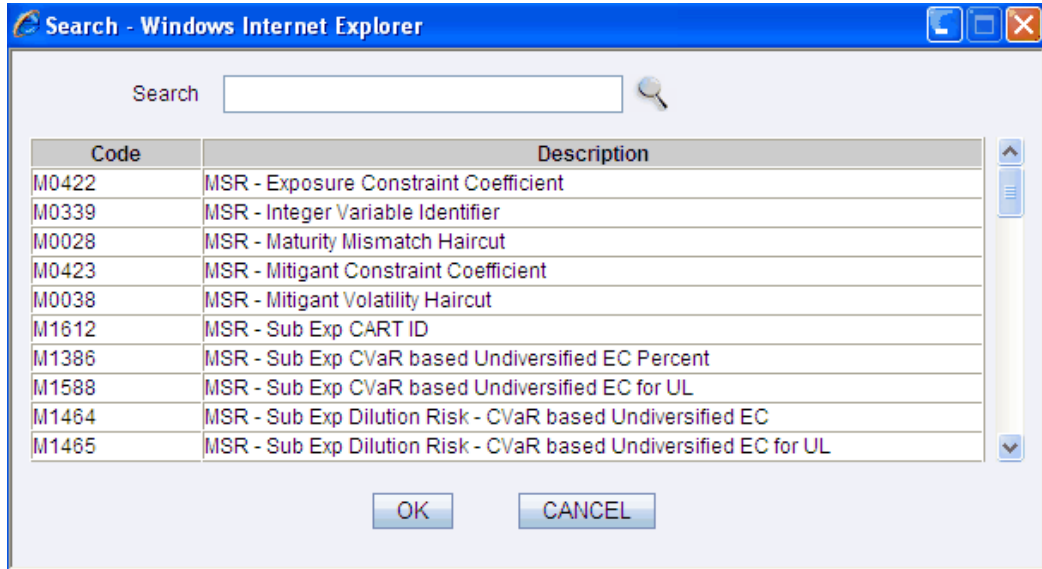 Search - Windows Internet Explorer
Search
Code Description
M0422 MSR - Exposure Constraint Coefficient
M0339 MSR - Integer Variable Identifier
M0028 MSR - Maturity Mismatch Haircut
M0423 MSR - Mitigant Constraint Coefficient
M0038 MSR - Mitigant Volatility Haircut
M1612 MSR - Sub Exp CART ID
M1386 MSR - Sub Exp CVaR based Undiversified EC Percent
M1588 MSR - Sub Exp CVaR based Undiversified EC for UL
M1464 MSR - Sub Exp Dilution Risk - CVaR based Undiversified EC
M1465 MSR - Sub Exp Dilution Risk - CVaR based Undiversified EC for UL
OK CANCEL